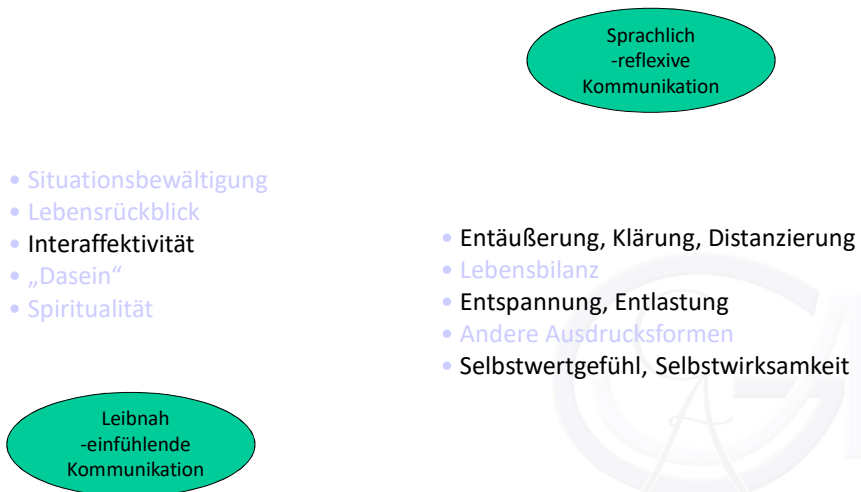 Sprachlich
-reflexive
Kommunikation
• Situationsbewältigung
• Lebensrückblick
• Interaffektivität
• „Dasein“
• Spiritualität
• Entäußerung, Klärung, Distanzierung
• Lebensbilanz
• Entspannung, Entlastung
• Andere Ausdrucksformen
• Selbstwertgefühl, Selbstwirksamkeit
Leibnah
-einfühlende
Kommunikation